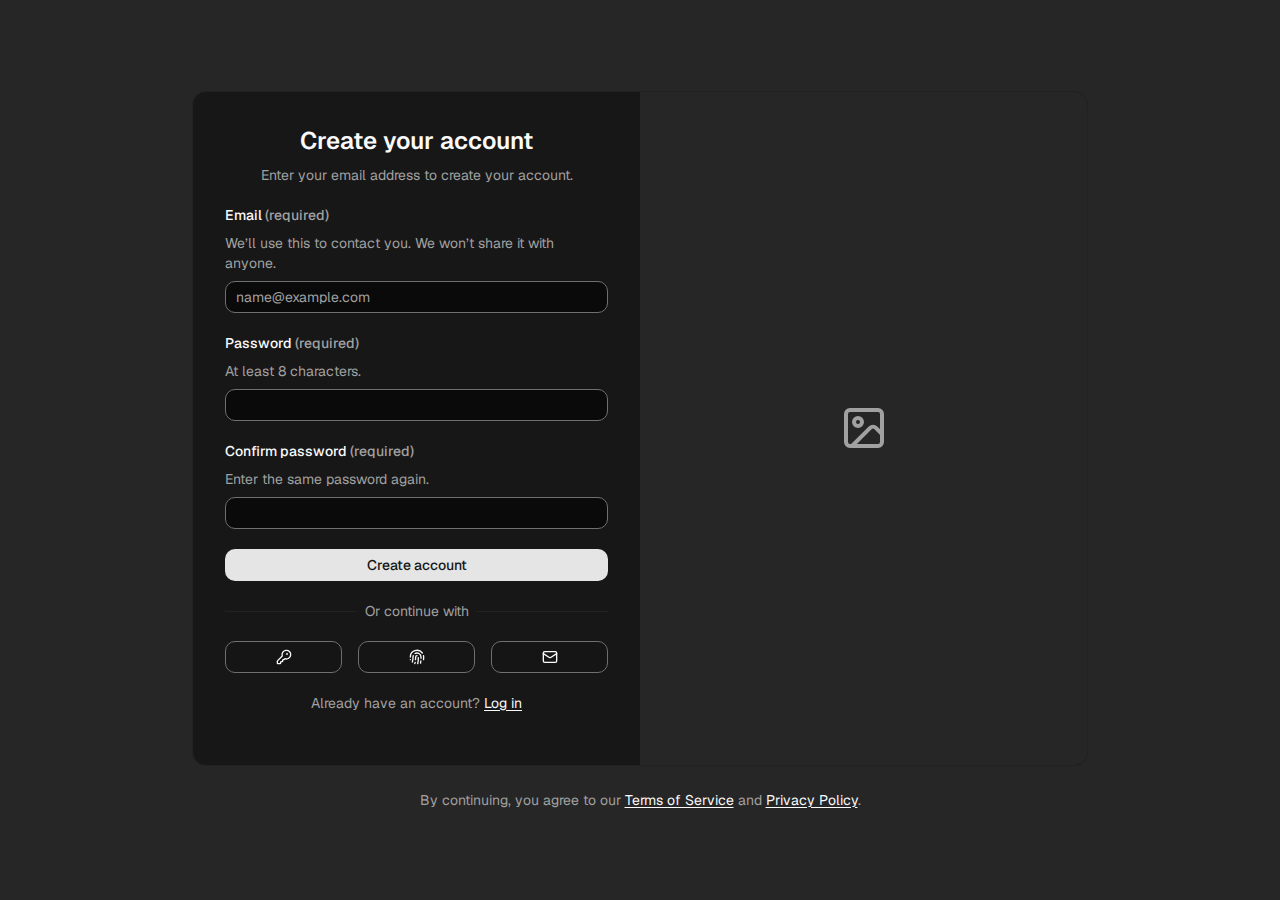 Create your account
Enter your email address to create your account.
Email (required)
We'll use this to contact you. We won't share it with
anyone.
name@example.com
Password (required)
At least 8 characters.
Confirm password (required)
Enter the same password again.
Create account
Or continue with
Already have an account? Log in
By continuing, you agree to our Terms of Service and Privacy Policy.